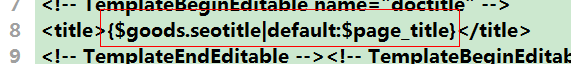 7 <!-- TemplateBeginEditable name="doctitle" -->
8 <title>{$goods.seotitle|default:$page_title}</title>
9 <!-- TemplateEndEditable --><!-- TemplateBeginEditab